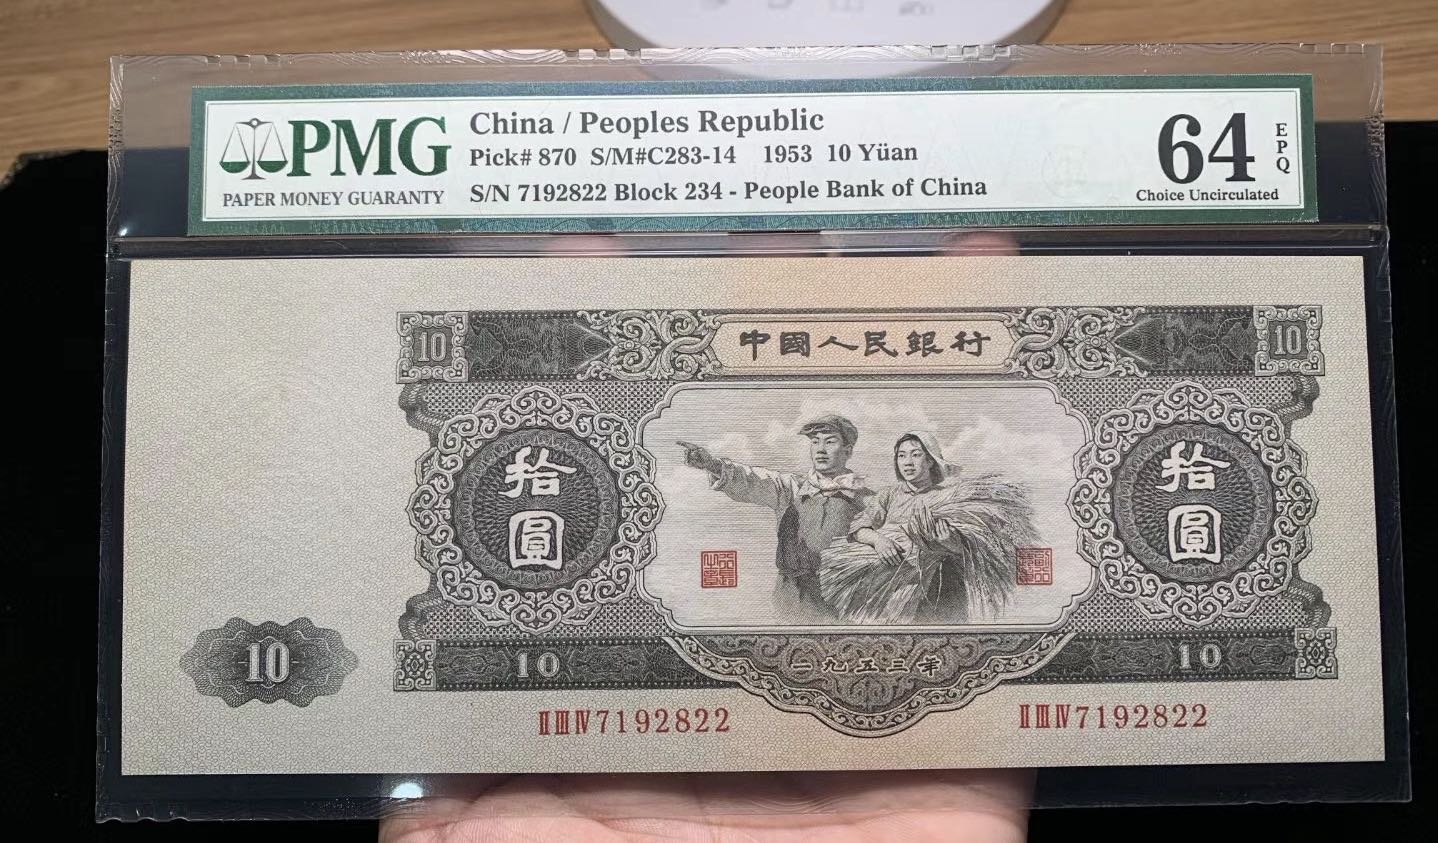 PMG
PAPER MONEY GUARANTY
China / Peoples Republic
Pick# 870 S/M#C283-14 1953 10 Yüan
S/N 7192822 Block 234 - People Bank of China
64
EPQ
Choice Uncirculated
10
中國人民銀行
10
拾圓
拾圓
10
10
一九五三年
10
ⅡⅢⅣ7192822
ⅡⅢⅣ7192822